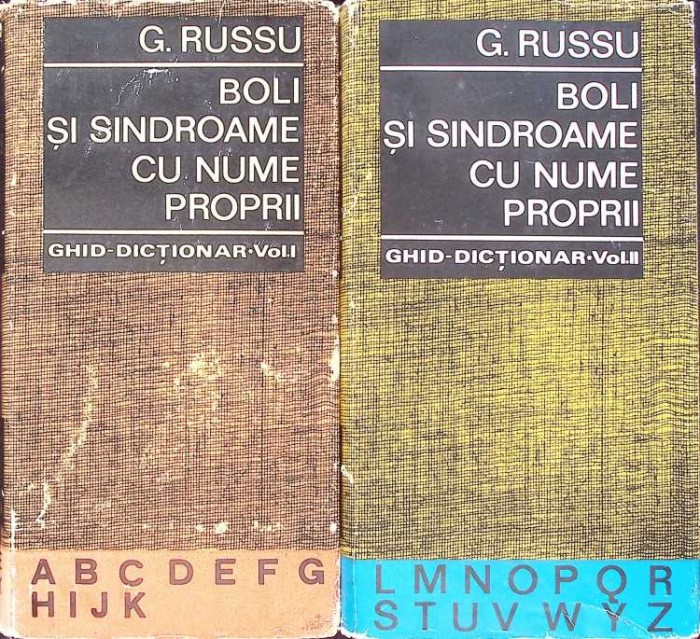 G. RUSSU
BOLI
ȘI SINDROAME
CU NUME
PROPRII
GHID-DICȚIONAR·Vol.I
A B C D E F G
H I J K
G. RUSSU
BOLI
ȘI SINDROAME
CU NUME
PROPRII
GHID-DICȚIONAR·Vol.II
L M N O P Q R
S T U V W Y Z